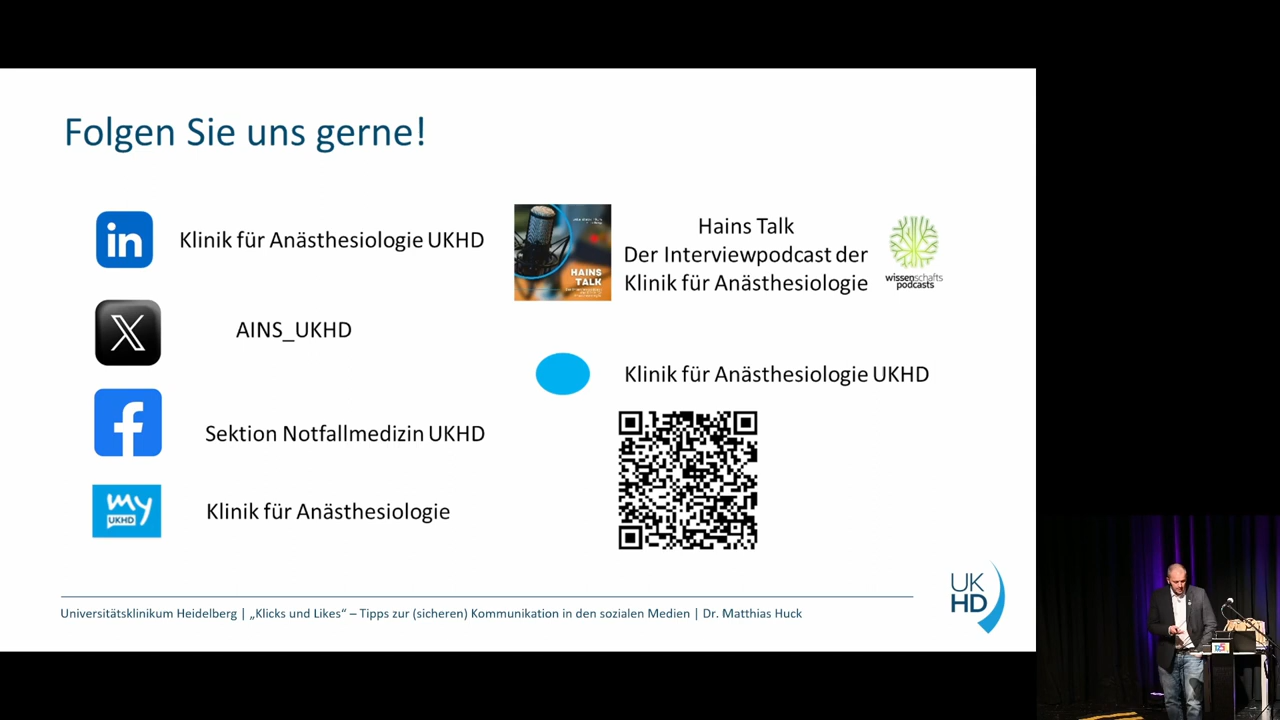 Folgen Sie uns gerne!
in
Klinik für Anästhesiologie UKHD
X
AINS_UKHD
f
Sektion Notfallmedizin UKHD
my
UKHD
Klinik für Anästhesiologie
HAINS
TALK
Hains Talk
Der Interviewpodcast der
Klinik für Anästhesiologie
wissenschafts
podcasts
Klinik für Anästhesiologie UKHD
Universitätsklinikum Heidelberg | „Klicks und Likes“ – Tipps zur (sicheren) Kommunikation in den sozialen Medien | Dr. Matthias Huck
UK
HD